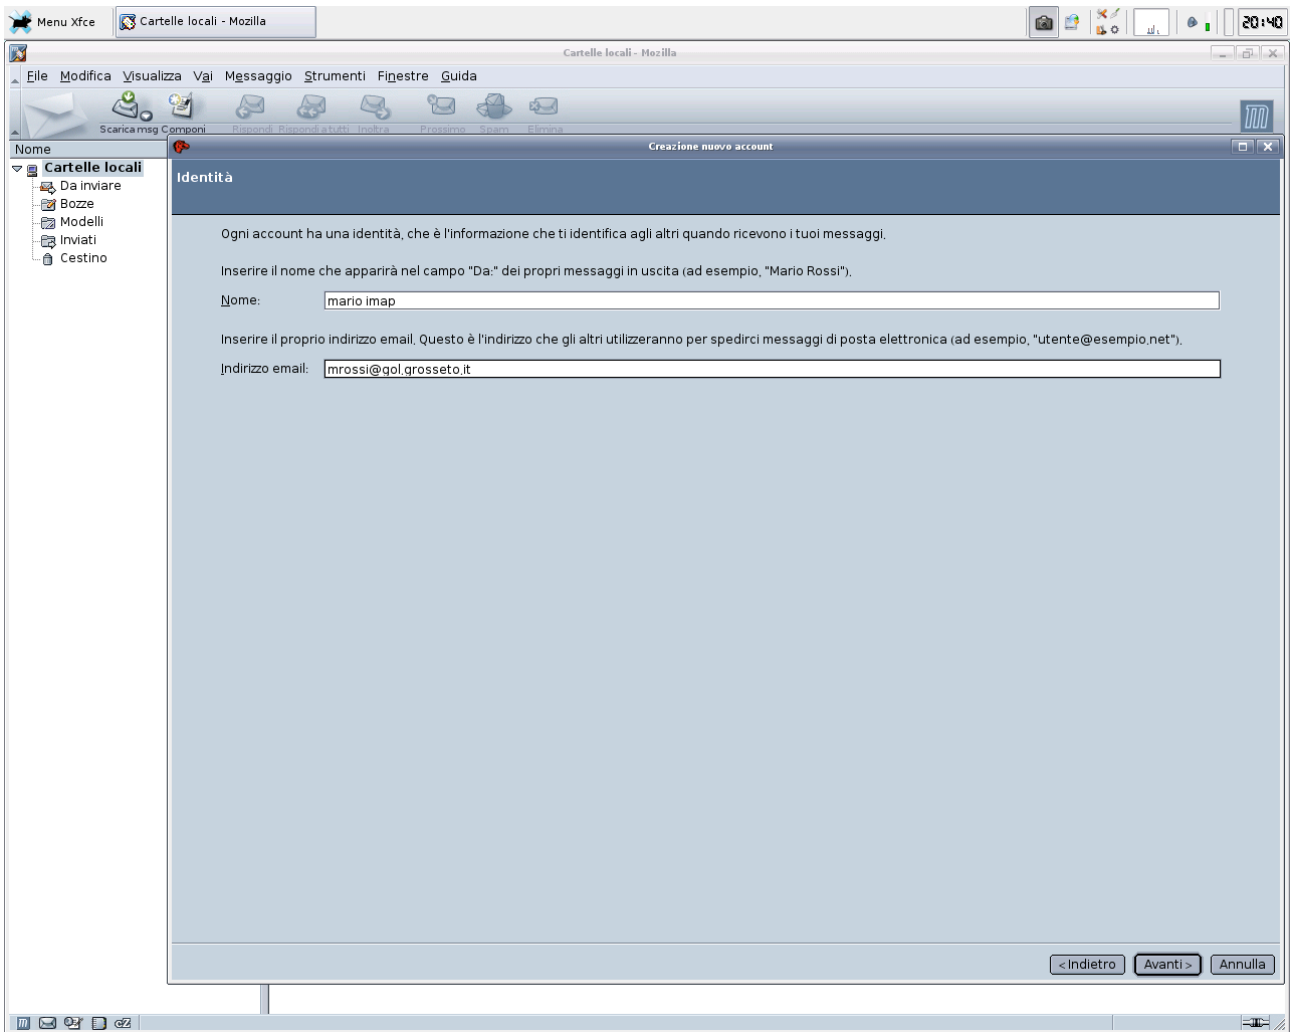 Menu Xfce Cartelle locali - Mozilla 20:40
Cartelle locali - Mozilla
File Modifica Visualizza Vai Messaggio Strumenti Finestre Guida
Scarica msg Componi Rispondi Rispondi a tutti Inoltra Prossimo Spam Elimina
Nome
Creazione nuovo account
Cartelle locali
Da inviare
Bozze
Modelli
Inviati
Cestino
Identità
Ogni account ha una identità, che è l'informazione che ti identifica agli altri quando ricevono i tuoi messaggi.
Inserire il nome che apparirà nel campo "Da:" dei propri messaggi in uscita (ad esempio, "Mario Rossi").
Nome: mario imap
Inserire il proprio indirizzo email. Questo è l'indirizzo che gli altri utilizzeranno per spedirci messaggi di posta elettronica (ad esempio, "utente@esempio.net").
Indirizzo email: mrossi@gol.grosseto.it
< Indietro Avanti > Annulla